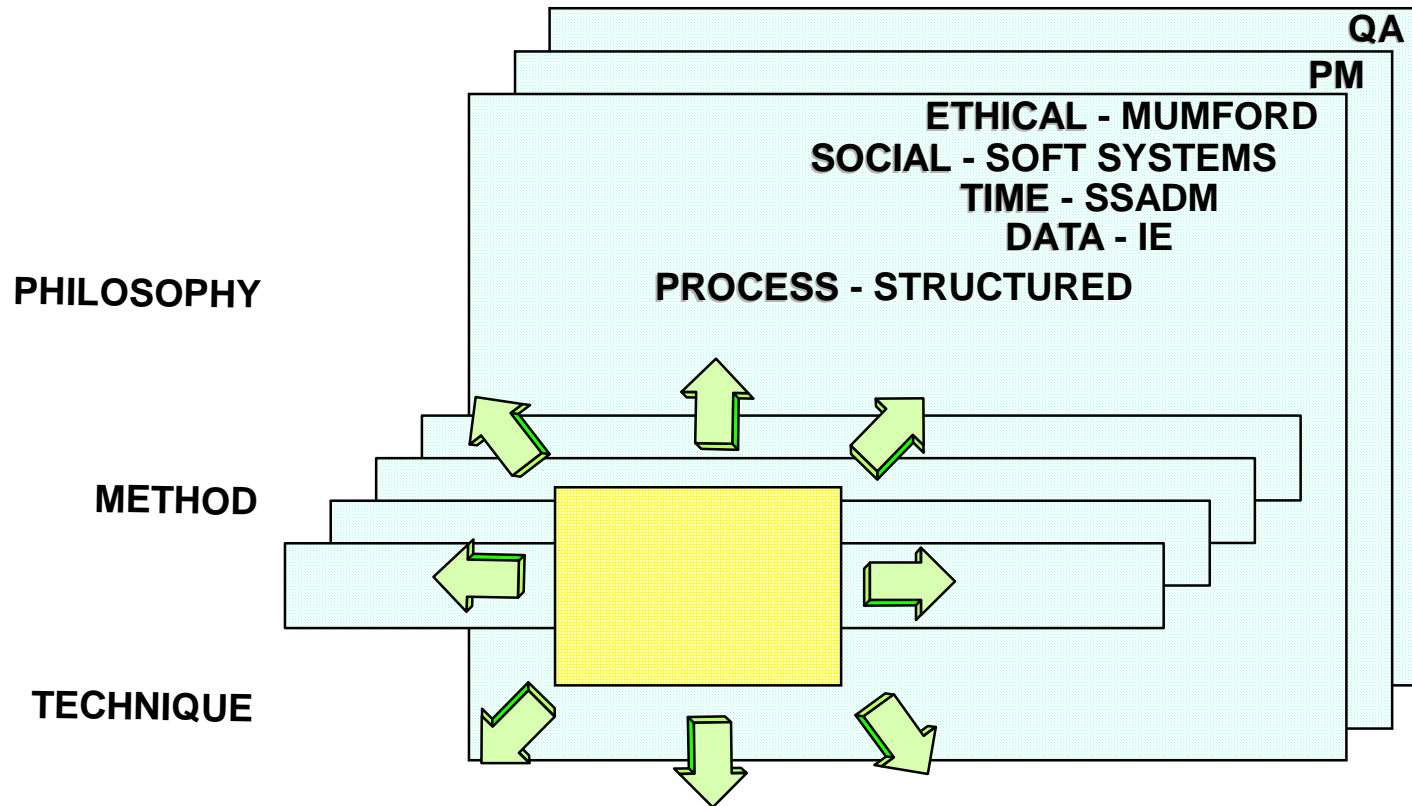 QA
PM
ETHICAL - MUMFORD
SOCIAL - SOFT SYSTEMS
TIME - SSADM
DATA - IE
PROCESS - STRUCTURED
PHILOSOPHY
METHOD
TECHNIQUE